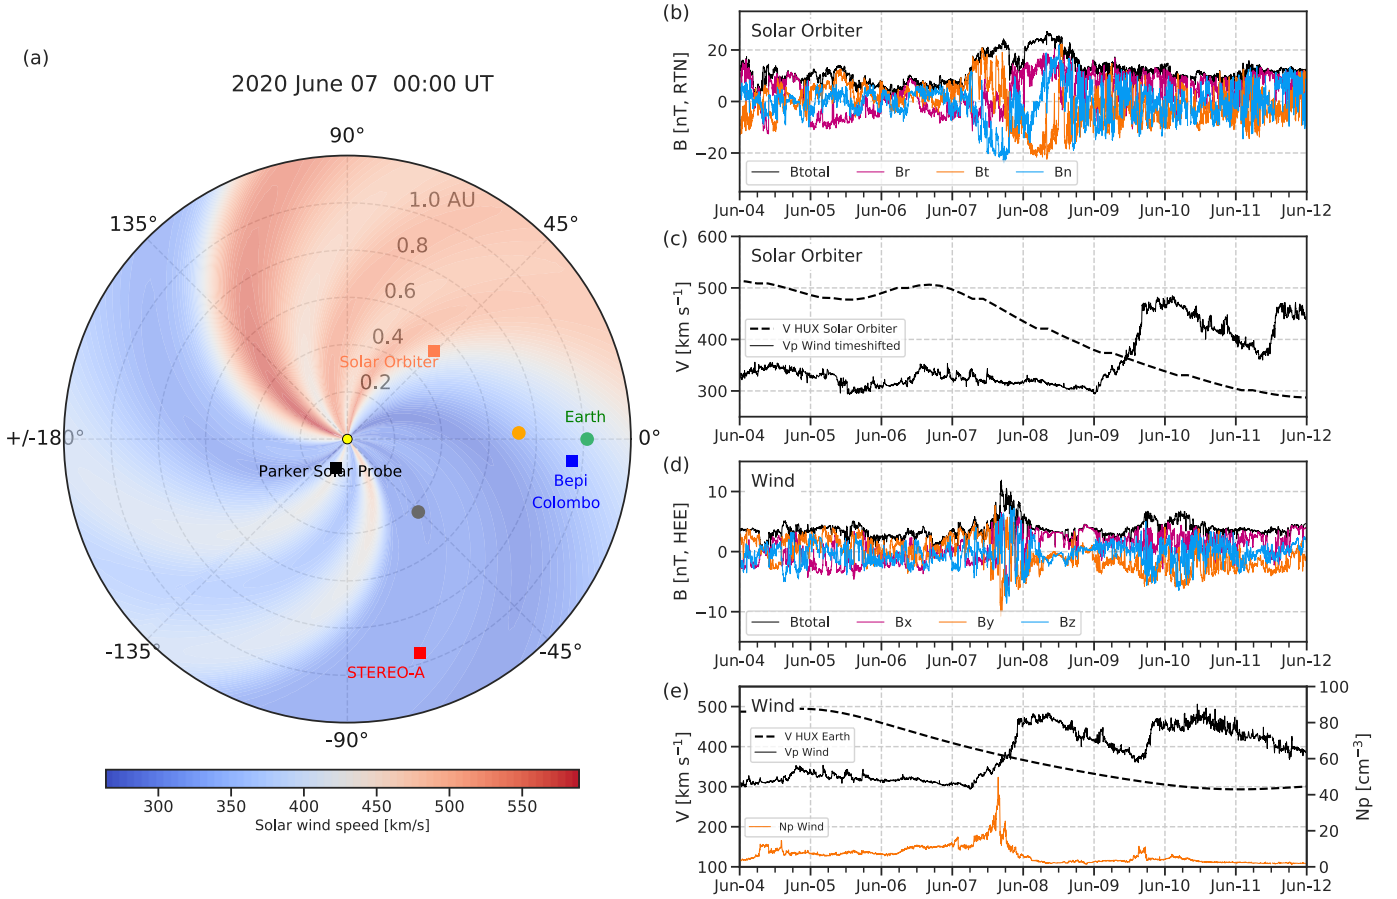 (a)
2020 June 07  00:00 UT
90°
135°
45°
1.0 AU
0.8
0.6
0.4
0.2
Solar Orbiter
+/-180°
0°
Earth
Parker Solar Probe
Bepi
Colombo
STEREO-A
-135°
-45°
-90°
300 350 400 450 500 550
Solar wind speed [km/s]
(b)
Solar Orbiter
B [nT, RTN]
20
0
−20
Btotal Br Bt Bn
Jun-04 Jun-05 Jun-06 Jun-07 Jun-08 Jun-09 Jun-10 Jun-11 Jun-12
(c)
Solar Orbiter
V [km s⁻¹]
600
500
400
300
V HUX Solar Orbiter
Vp Wind timeshifted
Jun-04 Jun-05 Jun-06 Jun-07 Jun-08 Jun-09 Jun-10 Jun-11 Jun-12
(d)
Wind
B [nT, HEE]
10
0
−10
Btotal Bx By Bz
Jun-04 Jun-05 Jun-06 Jun-07 Jun-08 Jun-09 Jun-10 Jun-11 Jun-12
(e)
Wind
V [km s⁻¹]
500
400
300
200
100
V HUX Earth
Vp Wind
Np Wind
100
80
60
40
20
0
Np [cm⁻³]
Jun-04 Jun-05 Jun-06 Jun-07 Jun-08 Jun-09 Jun-10 Jun-11 Jun-12